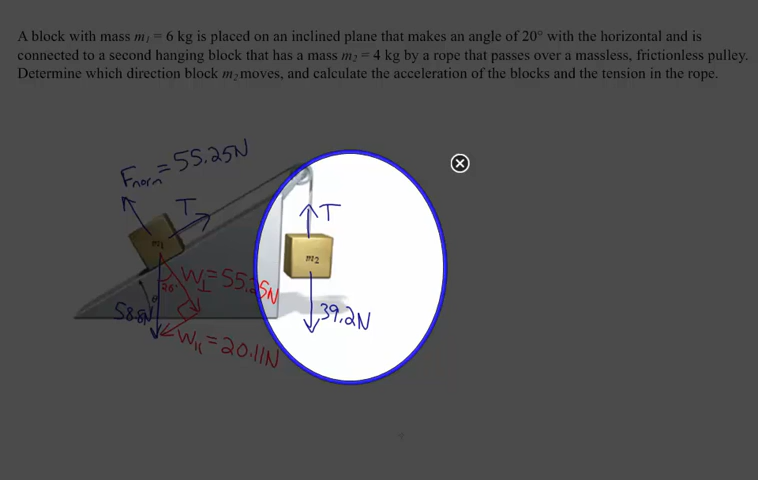 A block with mass m₁ = 6 kg is placed on an inclined plane that makes an angle of 20° with the horizontal and is
connected to a second hanging block that has a mass m₂ = 4 kg by a rope that passes over a massless, frictionless pulley.
Determine which direction block m₂ moves, and calculate the acceleration of the blocks and the tension in the rope.
Fnorm = 55.25N
T
T
m₁
m₂
20°
W⊥ = 55.25N
58.8N
39.2N
W∥ = 20.11N